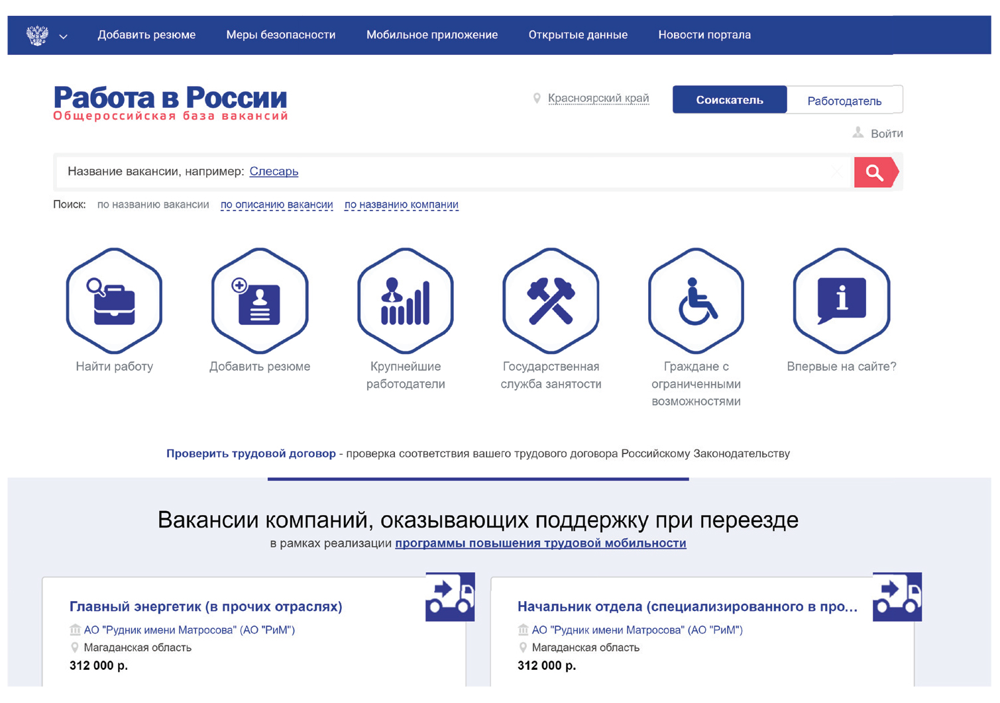 Добавить резюме Меры безопасности Мобильное приложение Открытые данные Новости портала
Работа в России
Общероссийская база вакансий
Красноярский край
Соискатель Работодатель
Войти
Название вакансии, например: Слесарь
Поиск: по названию вакансии по описанию вакансии по названию компании
Найти работу
Добавить резюме
Крупнейшие
работодатели
Государственная
служба занятости
Граждане с
ограниченными
возможностями
Впервые на сайте?
Проверить трудовой договор - проверка соответствия вашего трудового договора Российскому Законодательству
Вакансии компаний, оказывающих поддержку при переезде
в рамках реализации программы повышения трудовой мобильности
Главный энергетик (в прочих отраслях)
АО "Рудник имени Матросова" (АО "РиМ")
Магаданская область
312 000 р.
Начальник отдела (специализированного в про...
АО "Рудник имени Матросова" (АО "РиМ")
Магаданская область
312 000 р.